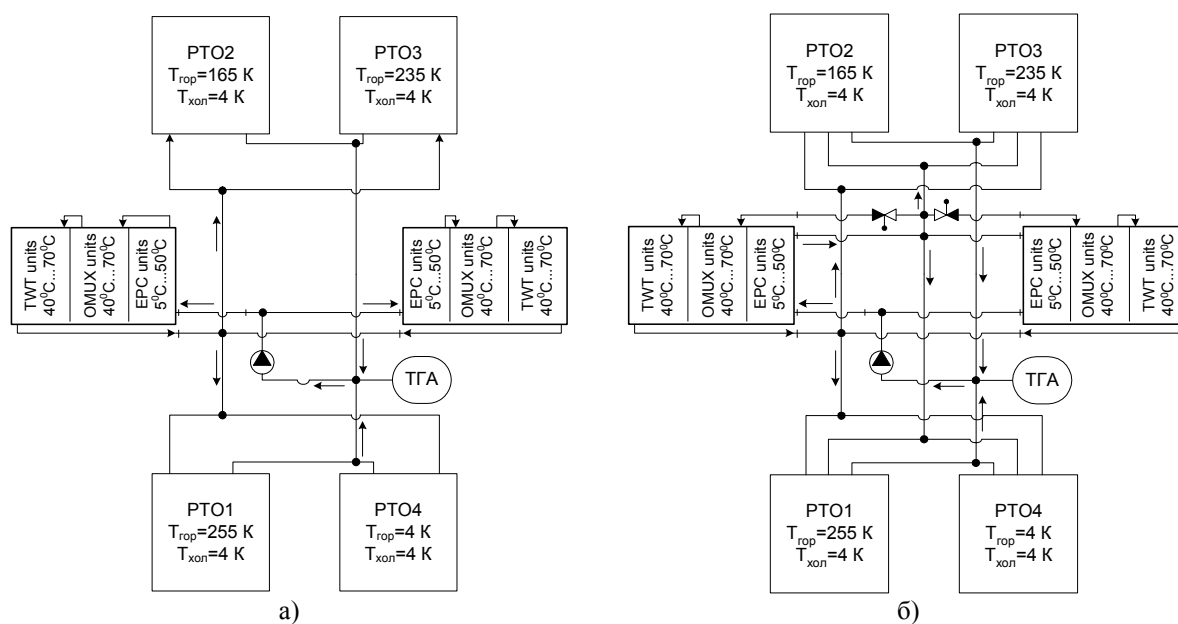 РТО2
Tгор=165 К
Tхол=4 К
РТО3
Tгор=235 К
Tхол=4 К
TWT units
40⁰C...70⁰C
OMUX units
40⁰C...70⁰C
EPC units
5⁰C...50⁰C
EPC units
5⁰C...50⁰C
OMUX units
40⁰C...70⁰C
TWT units
40⁰C...70⁰C
ТГА
РТО1
Tгор=255 К
Tхол=4 К
РТО4
Tгор=4 К
Tхол=4 К
а)
РТО2
Tгор=165 К
Tхол=4 К
РТО3
Tгор=235 К
Tхол=4 К
TWT units
40⁰C...70⁰C
OMUX units
40⁰C...70⁰C
EPC units
5⁰C...50⁰C
EPC units
5⁰C...50⁰C
OMUX units
40⁰C...70⁰C
TWT units
40⁰C...70⁰C
ТГА
РТО1
Tгор=255 К
Tхол=4 К
РТО4
Tгор=4 К
Tхол=4 К
б)